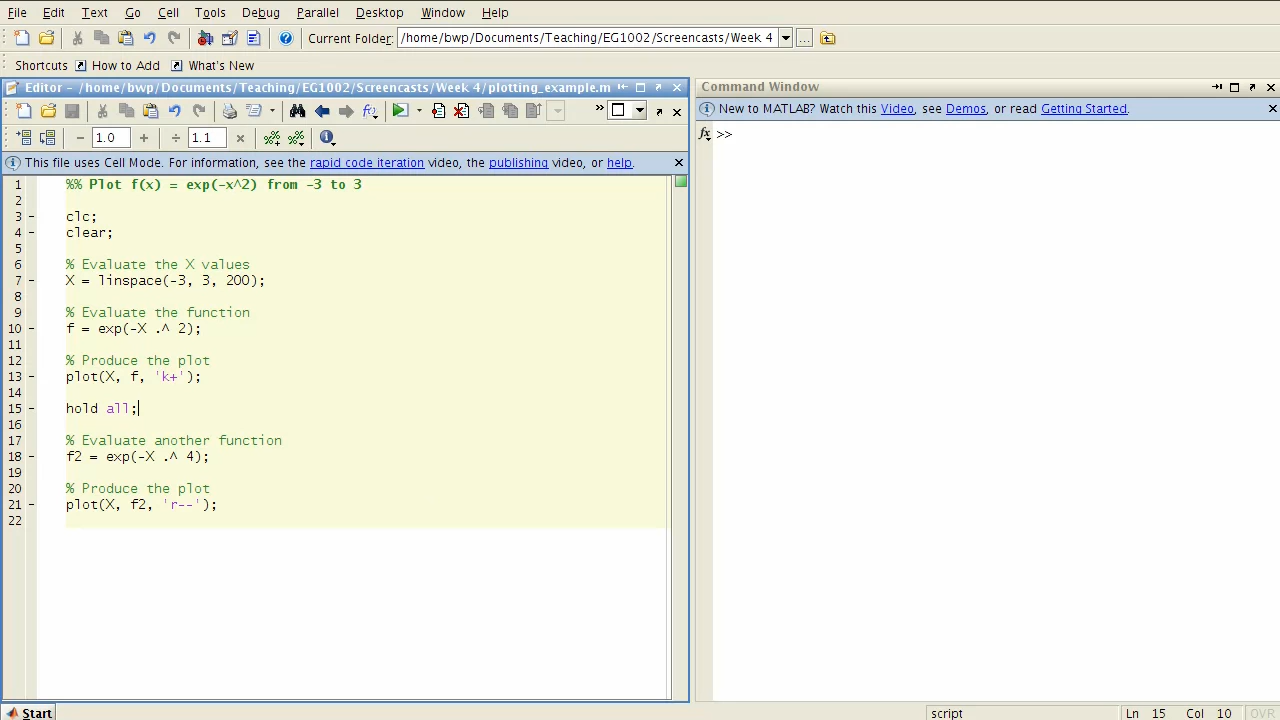 File Edit Text Go Cell Tools Debug Parallel Desktop Window Help
Current Folder: /home/bwp/Documents/Teaching/EG1002/Screencasts/Week 4 ...
Shortcuts How to Add What's New
Editor - /home/bwp/Documents/Teaching/EG1002/Screencasts/Week 4/plotting_example.m
Command Window
New to MATLAB? Watch this Video, see Demos, or read Getting Started.
fx >>
− 1.0 + ÷ 1.1 ×
This file uses Cell Mode. For information, see the rapid code iteration video, the publishing video, or help.
1 %% Plot f(x) = exp(-x^2) from -3 to 3
2
3 - clc;
4 - clear;
5
6 % Evaluate the X values
7 - X = linspace(-3, 3, 200);
8
9 % Evaluate the function
10 - f = exp(-X .^ 2);
11
12 % Produce the plot
13 - plot(X, f, 'k+');
14
15 - hold all;
16
17 % Evaluate another function
18 - f2 = exp(-X .^ 4);
19
20 % Produce the plot
21 - plot(X, f2, 'r--');
22
Start
script Ln 15 Col 10 OVR